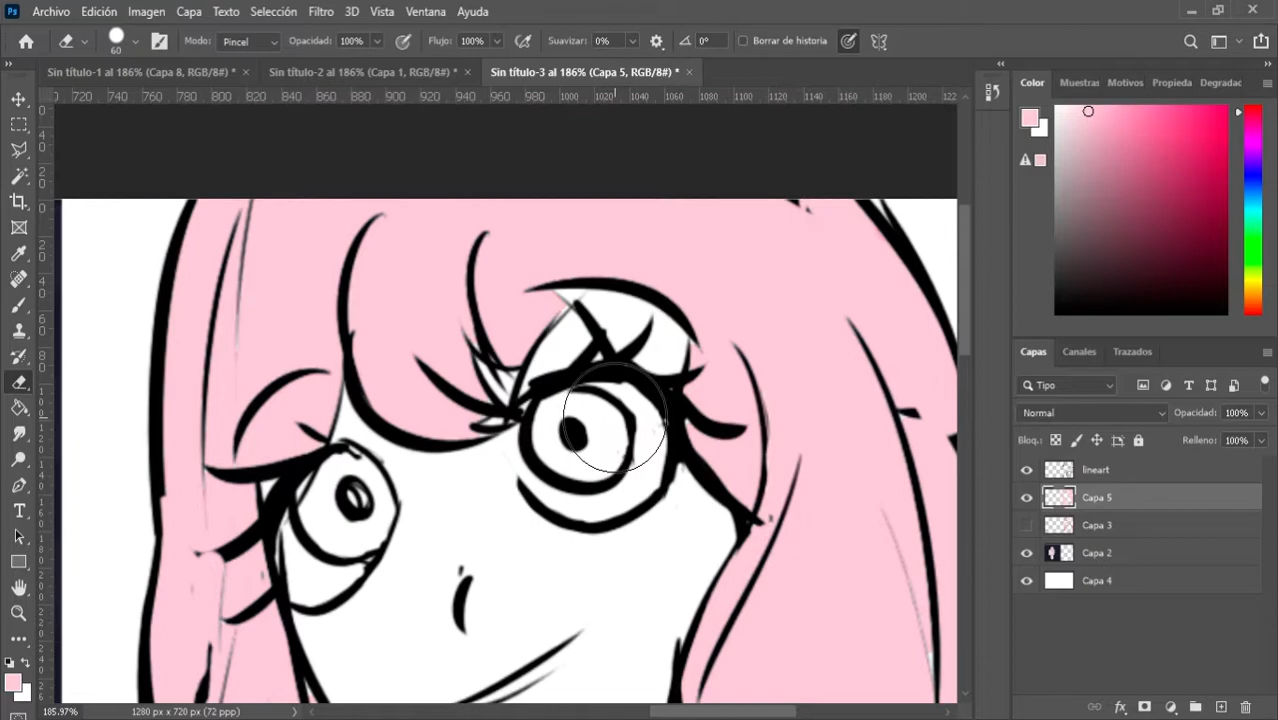 Ps Archivo Edición Imagen Capa Texto Selección Filtro 3D Vista Ventana Ayuda
60 Modo: Pincel Opacidad: 100% Flujo: 100% Suavizar: 0% 0° Borrar de historia
Sin título-1 al 186% (Capa 8, RGB/8#) * × Sin título-2 al 186% (Capa 1, RGB/8#) * × Sin título-3 al 186% (Capa 5, RGB/8#) * ×
720 740 760 780 800 820 840 860 880 900 920 940 960 980 1000 1020 1040 1060 1080 1100 1120 1140 1160 1180 1200 122
Color Muestras Motivos Propieda Degradac
Capas Canales Trazados
Tipo
Normal Opacidad: 100%
Bloq.: Relleno: 100%
lineart
Capa 5
Capa 3
Capa 2
Capa 4
185.97% 1280 px x 720 px (72 ppp)